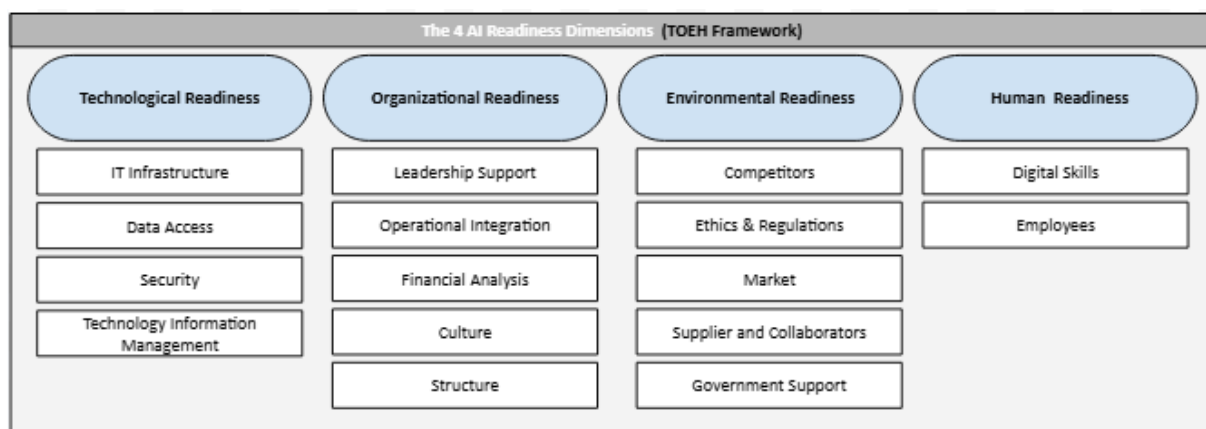 The 4 AI Readiness Dimensions (TOEH Framework)
Technological Readiness
IT Infrastructure
Data Access
Security
Technology Information
Management
Organizational Readiness
Leadership Support
Operational Integration
Financial Analysis
Culture
Structure
Environmental Readiness
Competitors
Ethics & Regulations
Market
Supplier and Collaborators
Government Support
Human Readiness
Digital Skills
Employees